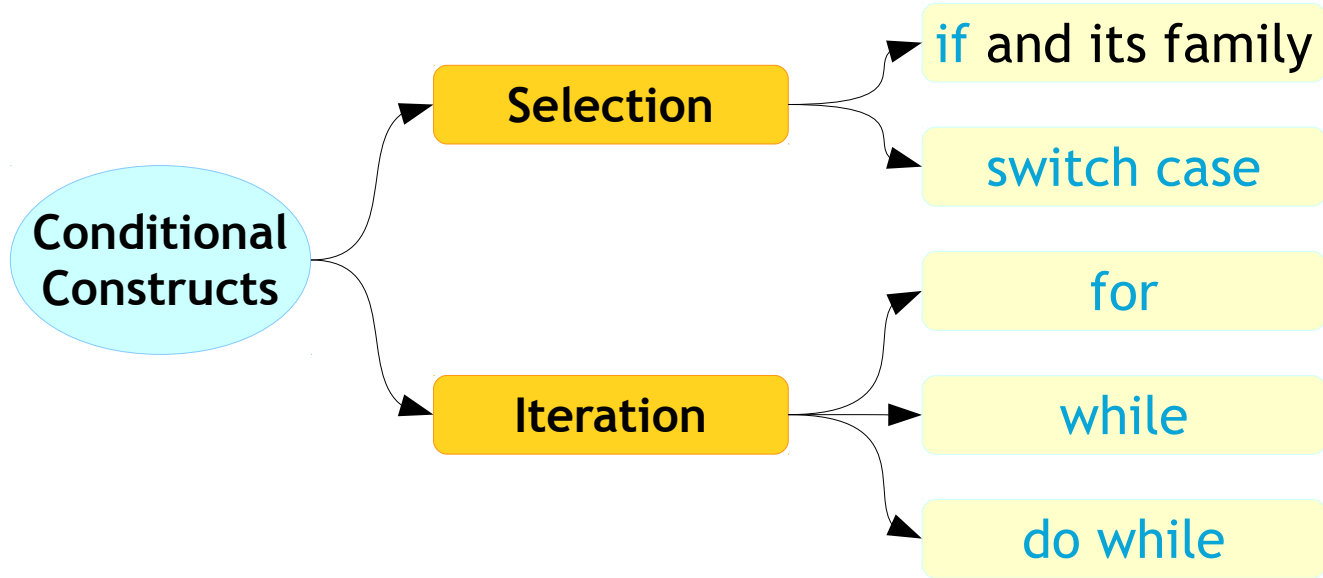 Conditional
Constructs
Selection
if and its family
switch case
Iteration
for
while
do while